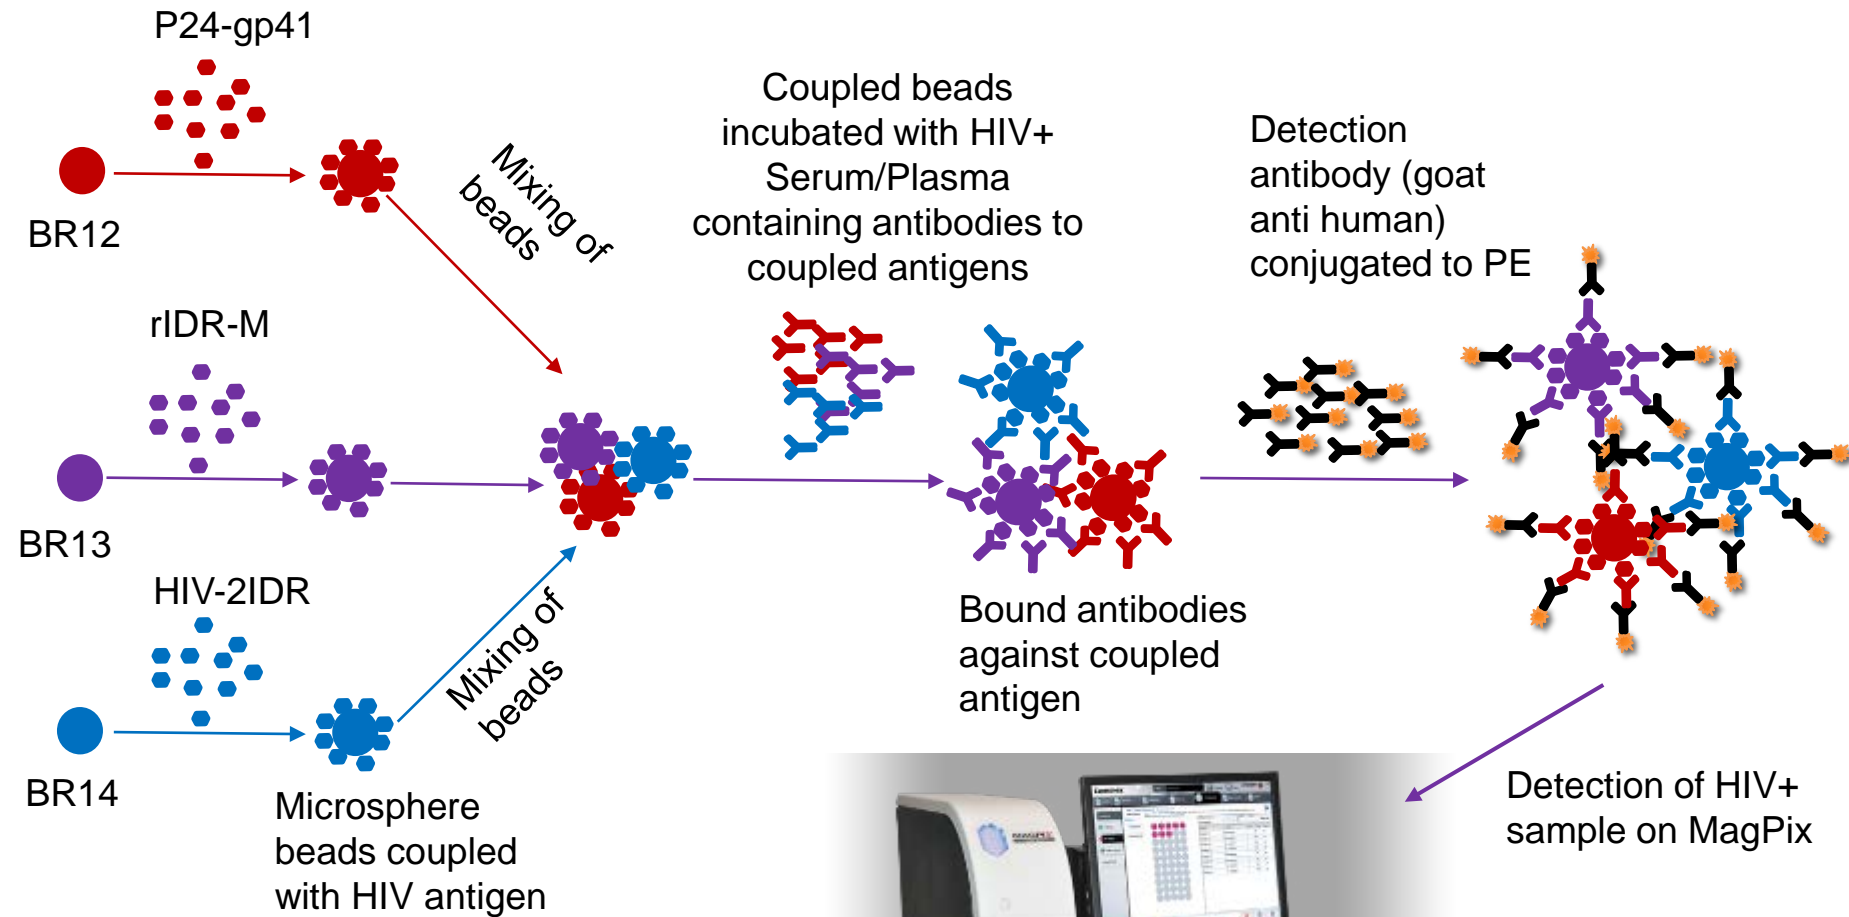 P24-gp41
BR12
rIDR-M
BR13
HIV-2IDR
BR14
Microsphere
beads coupled
with HIV antigen
Mixing of
beads
Mixing of
beads
Coupled beads
incubated with HIV+
Serum/Plasma
containing antibodies to
coupled antigens
Bound antibodies
against coupled
antigen
Detection
antibody (goat
anti human)
conjugated to PE
Detection of HIV+
sample on MagPix